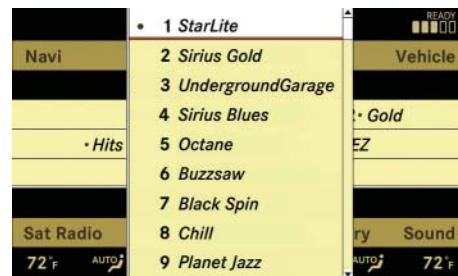 READY
• 1 StarLite
Navi 2 Sirius Gold Vehicle
3 UndergroundGarage
4 Sirius Blues • Gold
• Hits 5 Octane EZ
6 Buzzsaw
7 Black Spin
Sat Radio 8 Chill ry Sound
72°F AUTO 9 Planet Jazz AUTO 72°F